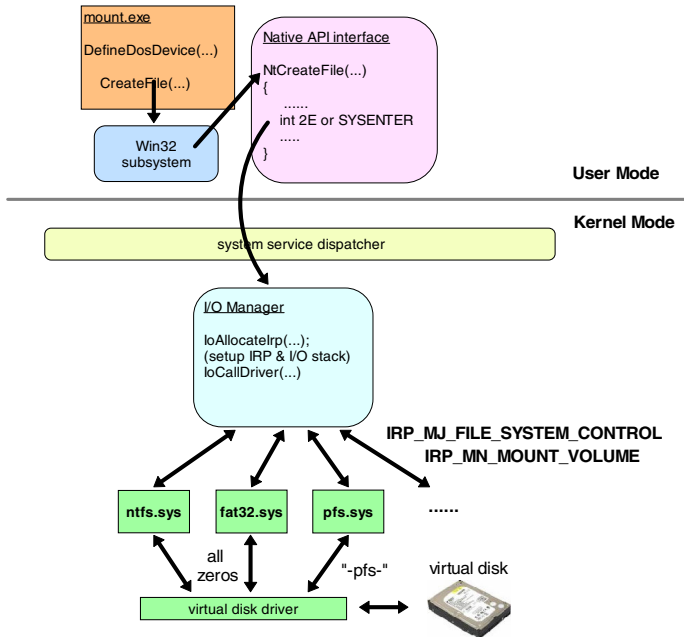 mount.exe
DefineDosDevice(...)
CreateFile(...)
Win32
subsystem
Native API interface
NtCreateFile(...)
{
......
int 2E or SYSENTER
.....
}
User Mode
Kernel Mode
system service dispatcher
I/O Manager
IoAllocateIrp(...);
(setup IRP & I/O stack)
IoCallDriver(...)
IRP_MJ_FILE_SYSTEM_CONTROL
IRP_MN_MOUNT_VOLUME
ntfs.sys
fat32.sys
pfs.sys
......
all
zeros
"-pfs-"
virtual disk
virtual disk driver